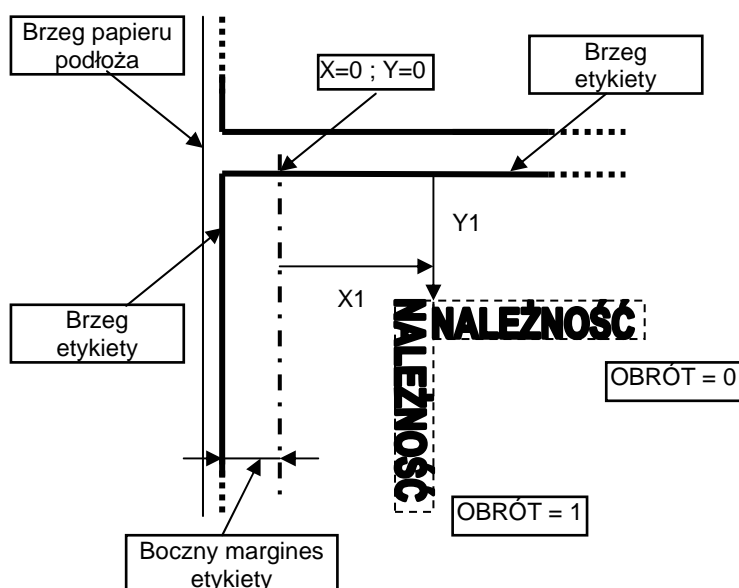 Brzeg papieru
podłoża
X=0 ; Y=0
Brzeg
etykiety
Y1
X1
Brzeg
etykiety
NALEŻNOŚĆ
NALEŻNOŚĆ
OBRÓT = 0
OBRÓT = 1
Boczny margines
etykiety